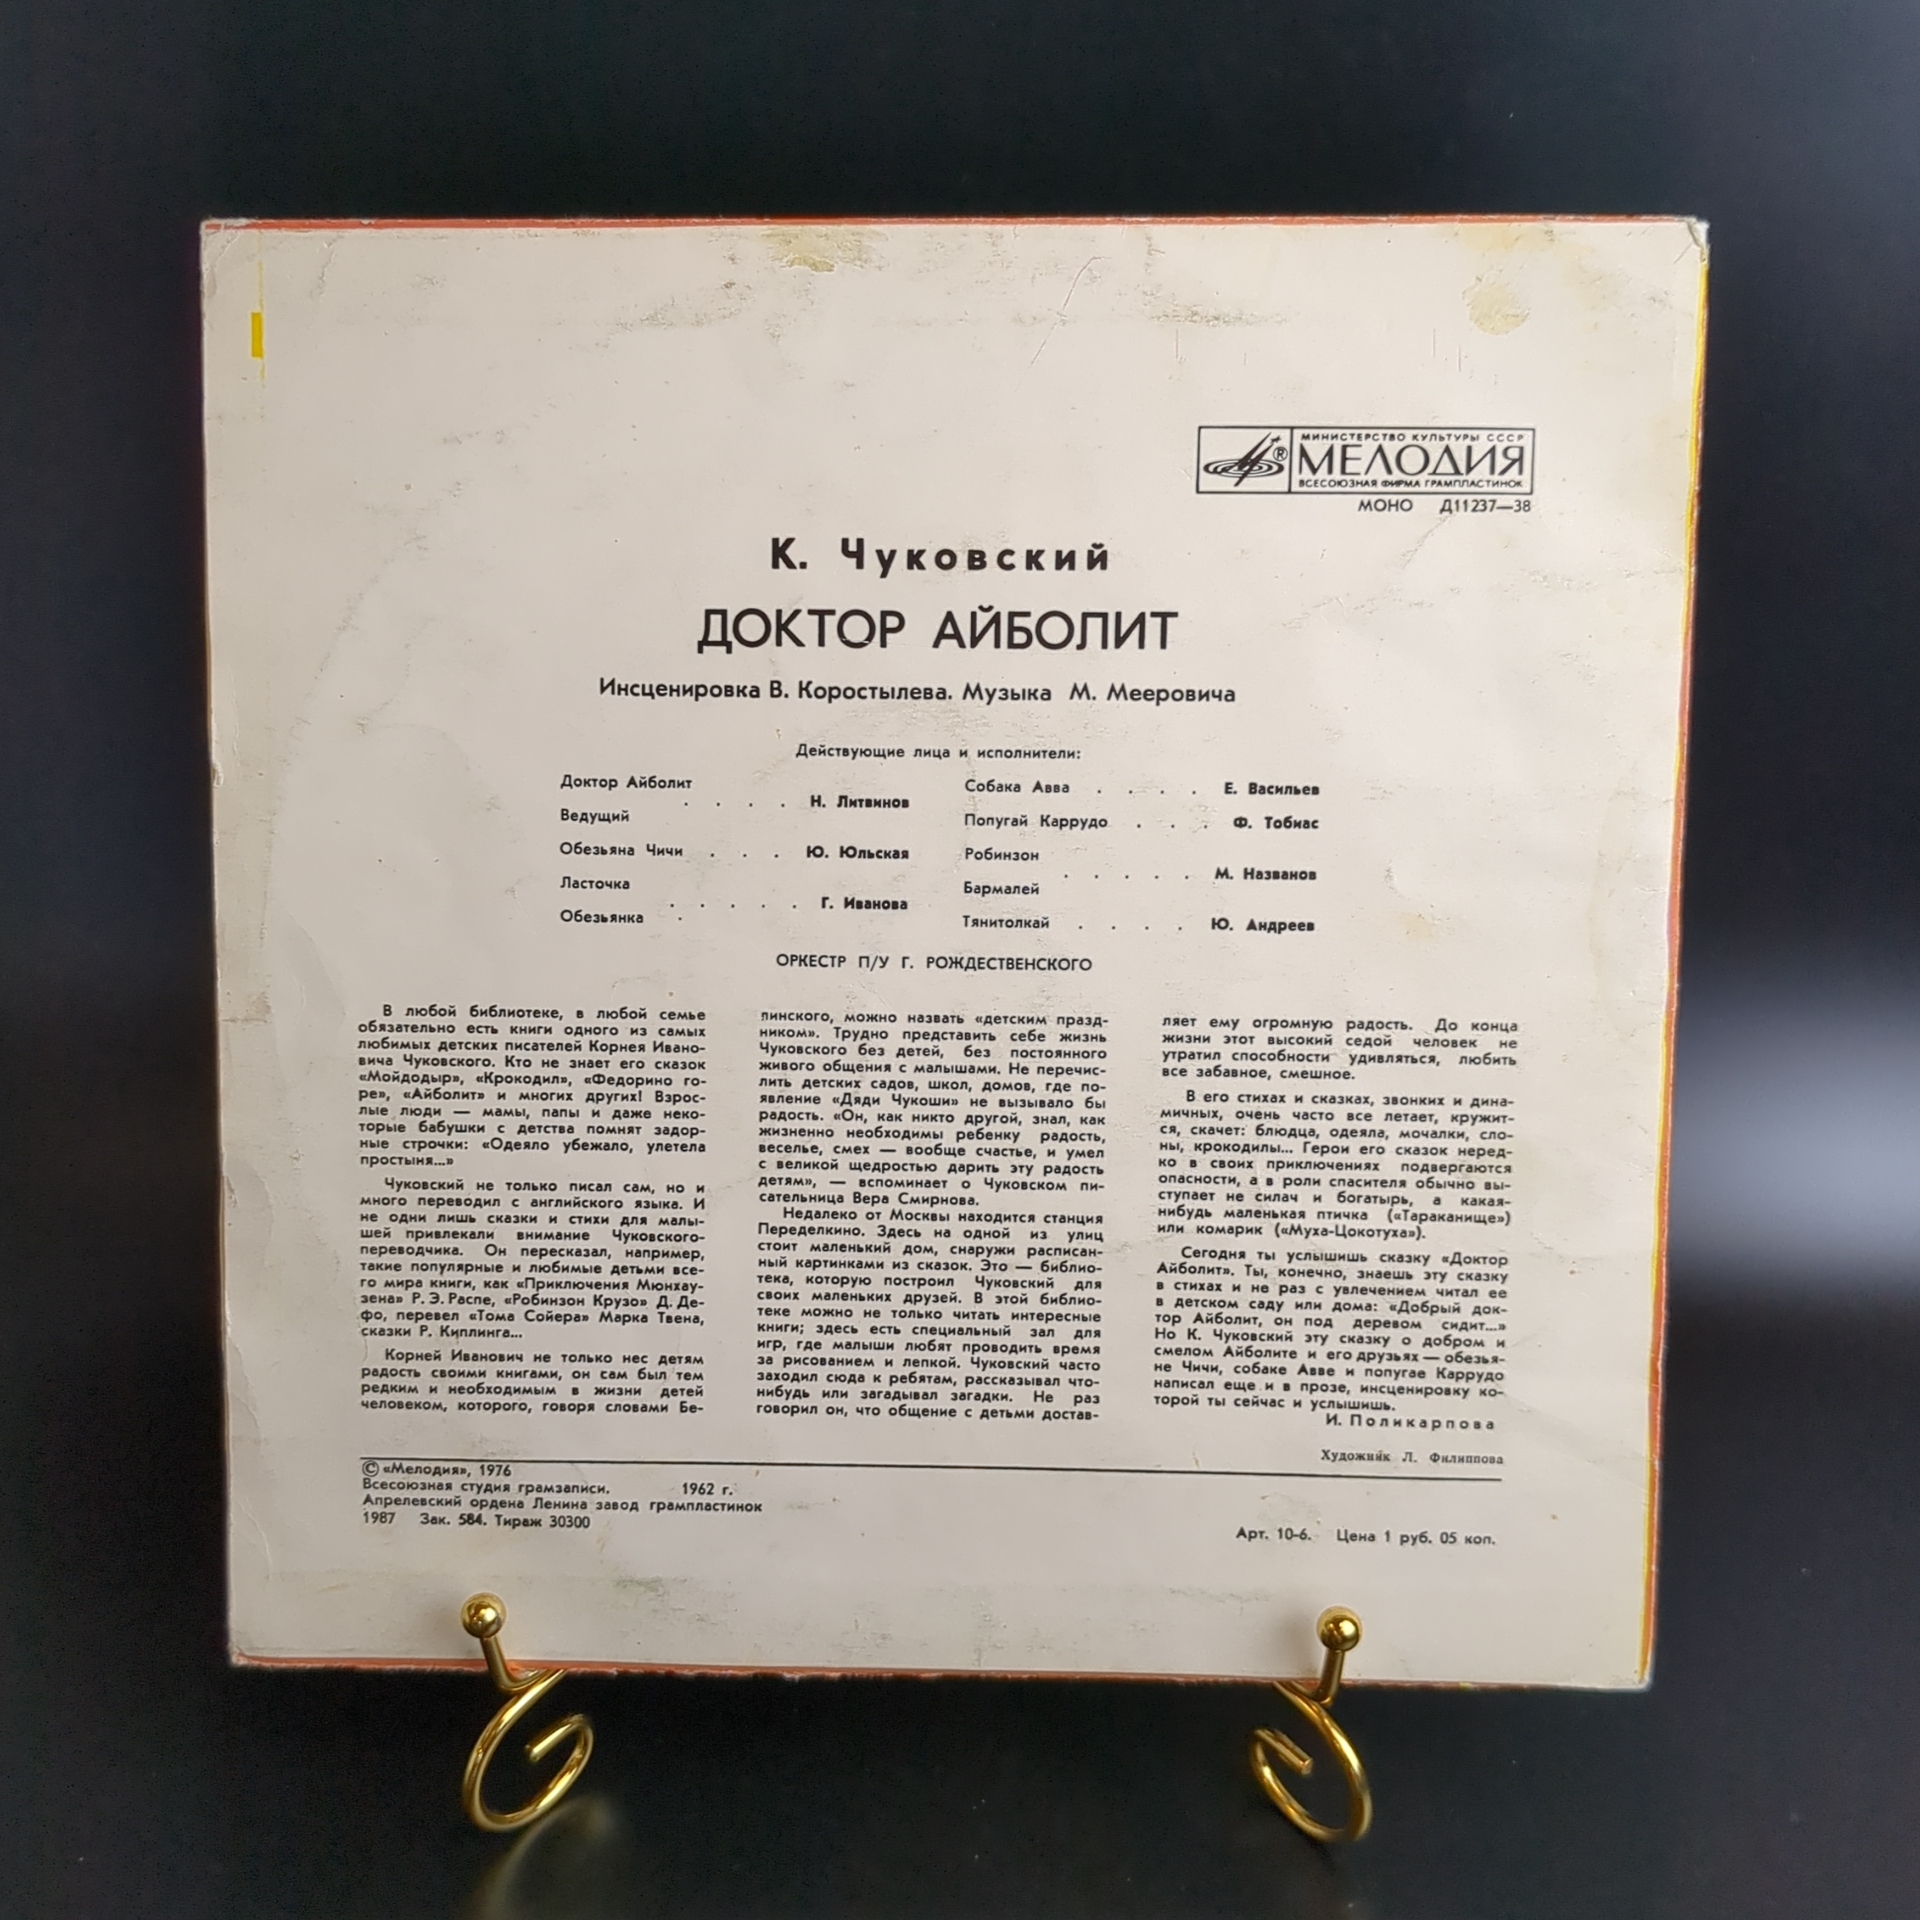 МИНИСТЕРСТВО КУЛЬТУРЫ СССР
МЕЛОДИЯ
ВСЕСОЮЗНАЯ ФИРМА ГРАМПЛАСТИНОК
МОНО Д11237—38
К. Чуковский
ДОКТОР АЙБОЛИТ
Инсценировка В. Коростылева. Музыка М. Мееровича
Действующие лица и исполнители:
Доктор Айболит
. . . . Н. Литвинов
Ведущий
Обезьяна Чичи . . . Ю. Юльская
Ласточка
. . . . . Г. Иванова
Обезьянка .
Собака Авва . . . . Е. Васильев
Попугай Каррудо . . . Ф. Тобиас
Робинзон
. . . . . М. Названов
Бармалей
Тянитолкай . . . . Ю. Андреев
ОРКЕСТР П/У Г. РОЖДЕСТВЕНСКОГО
В любой библиотеке, в любой семье
обязательно есть книги одного из самых
любимых детских писателей Корнея Ивано-
вича Чуковского. Кто не знает его сказок
«Мойдодыр», «Крокодил», «Федорино го-
ре», «Айболит» и многих других! Взрос-
лые люди — мамы, папы и даже неко-
торые бабушки с детства помнят задор-
ные строчки: «Одеяло убежало, улетела
простыня...»
Чуковский не только писал сам, но и
много переводил с английского языка. И
не одни лишь сказки и стихи для малы-
шей привлекали внимание Чуковского-
переводчика. Он пересказал, например,
такие популярные и любимые детьми все-
го мира книги, как «Приключения Мюнхау-
зена» Р. Э. Распе, «Робинзон Крузо» Д. Де-
фо, перевел «Тома Сойера» Марка Твена,
сказки Р. Киплинга...
Корней Иванович не только нес детям
радость своими книгами, он сам был тем
редким и необходимым в жизни детей
человеком, которого, говоря словами Бе-
линского, можно назвать «детским празд-
ником». Трудно представить себе жизнь
Чуковского без детей, без постоянного
живого общения с малышами. Не перечис-
лить детских садов, школ, домов, где по-
явление «Дяди Чукоши» не вызывало бы
радость. «Он, как никто другой, знал, как
жизненно необходимы ребенку радость,
веселье, смех — вообще счастье, и умел
с великой щедростью дарить эту радость
детям», — вспоминает о Чуковском пи-
сательница Вера Смирнова.
Недалеко от Москвы находится станция
Переделкино. Здесь на одной из улиц
стоит маленький дом, снаружи расписан-
ный картинками из сказок. Это — библио-
тека, которую построил Чуковский для
своих маленьких друзей. В этой библио-
теке можно не только читать интересные
книги; здесь есть специальный зал для
игр, где малыши любят проводить время
за рисованием и лепкой. Чуковский часто
заходил сюда к ребятам, рассказывал что-
нибудь или загадывал загадки. Не раз
говорил он, что общение с детьми достав-
ляет ему огромную радость. До конца
жизни этот высокий седой человек не
утратил способности удивляться, любить
все забавное, смешное.
В его стихах и сказках, звонких и дина-
мичных, очень часто все летает, кружит-
ся, скачет: блюдца, одеяла, мочалки, сло-
ны, крокодилы... Герои его сказок неред-
ко в своих приключениях подвергаются
опасности, а в роли спасителя обычно вы-
ступает не силач и богатырь, а какая-
нибудь маленькая птичка («Тараканище»)
или комарик («Муха-Цокотуха»).
Сегодня ты услышишь сказку «Доктор
Айболит». Ты, конечно, знаешь эту сказку
в стихах и не раз с увлечением читал ее
в детском саду или дома: «Добрый док-
тор Айболит, он под деревом сидит...»
Но К. Чуковский эту сказку о добром и
смелом Айболите и его друзьях — обезья-
не Чичи, собаке Авве и попугае Каррудо
написал еще и в прозе, инсценировку ко-
торой ты сейчас и услышишь.
И. Поликарпова
Художник Л. Филиппова
© «Мелодия», 1976
Всесоюзная студия грамзаписи. 1962 г.
Апрелевский ордена Ленина завод грампластинок
1987 Зак. 584. Тираж 30300
Арт. 10-6. Цена 1 руб. 05 коп.